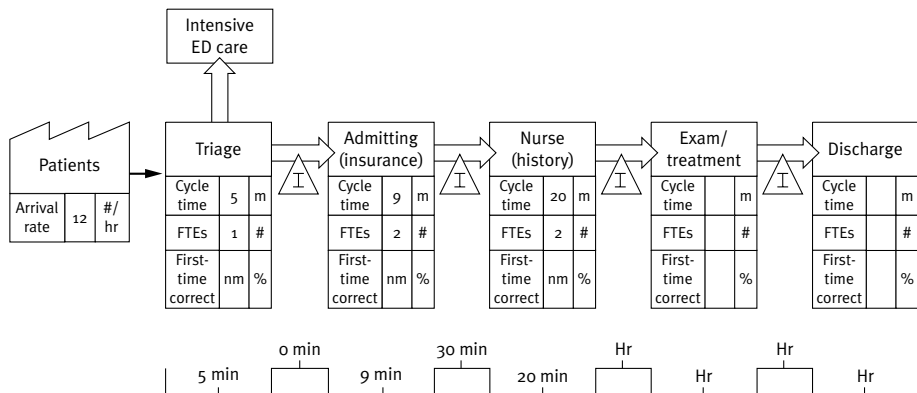 Intensive
ED care
Patients
Arrival
rate
12
#/
hr
Triage
Cycle
time
5
m
FTEs
1
#
First-
time
correct
nm
%
I
Admitting
(insurance)
Cycle
time
9
m
FTEs
2
#
First-
time
correct
nm
%
I
Nurse
(history)
Cycle
time
20
m
FTEs
2
#
First-
time
correct
nm
%
I
Exam/
treatment
Cycle
time
m
FTEs
#
First-
time
correct
%
I
Discharge
Cycle
time
m
FTEs
#
First-
time
correct
%
5 min
0 min
9 min
30 min
20 min
Hr
Hr
Hr
Hr